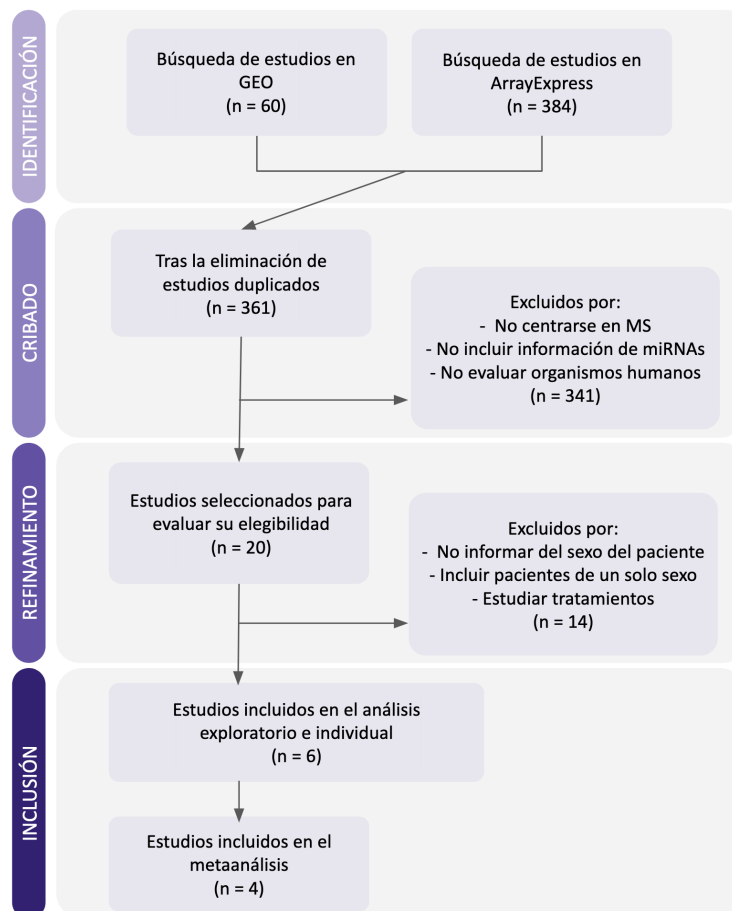 IDENTIFICACIÓN
Búsqueda de estudios en
GEO
(n = 60)
Búsqueda de estudios en
ArrayExpress
(n = 384)
CRIBADO
Tras la eliminación de
estudios duplicados
(n = 361)
Excluidos por:
- No centrarse en MS
- No incluir información de miRNAs
- No evaluar organismos humanos
(n = 341)
REFINAMIENTO
Estudios seleccionados para
evaluar su elegibilidad
(n = 20)
Excluidos por:
- No informar del sexo del paciente
- Incluir pacientes de un solo sexo
- Estudiar tratamientos
(n = 14)
INCLUSIÓN
Estudios incluidos en el análisis
exploratorio e individual
(n = 6)
Estudios incluidos en el
metaanálisis
(n = 4)